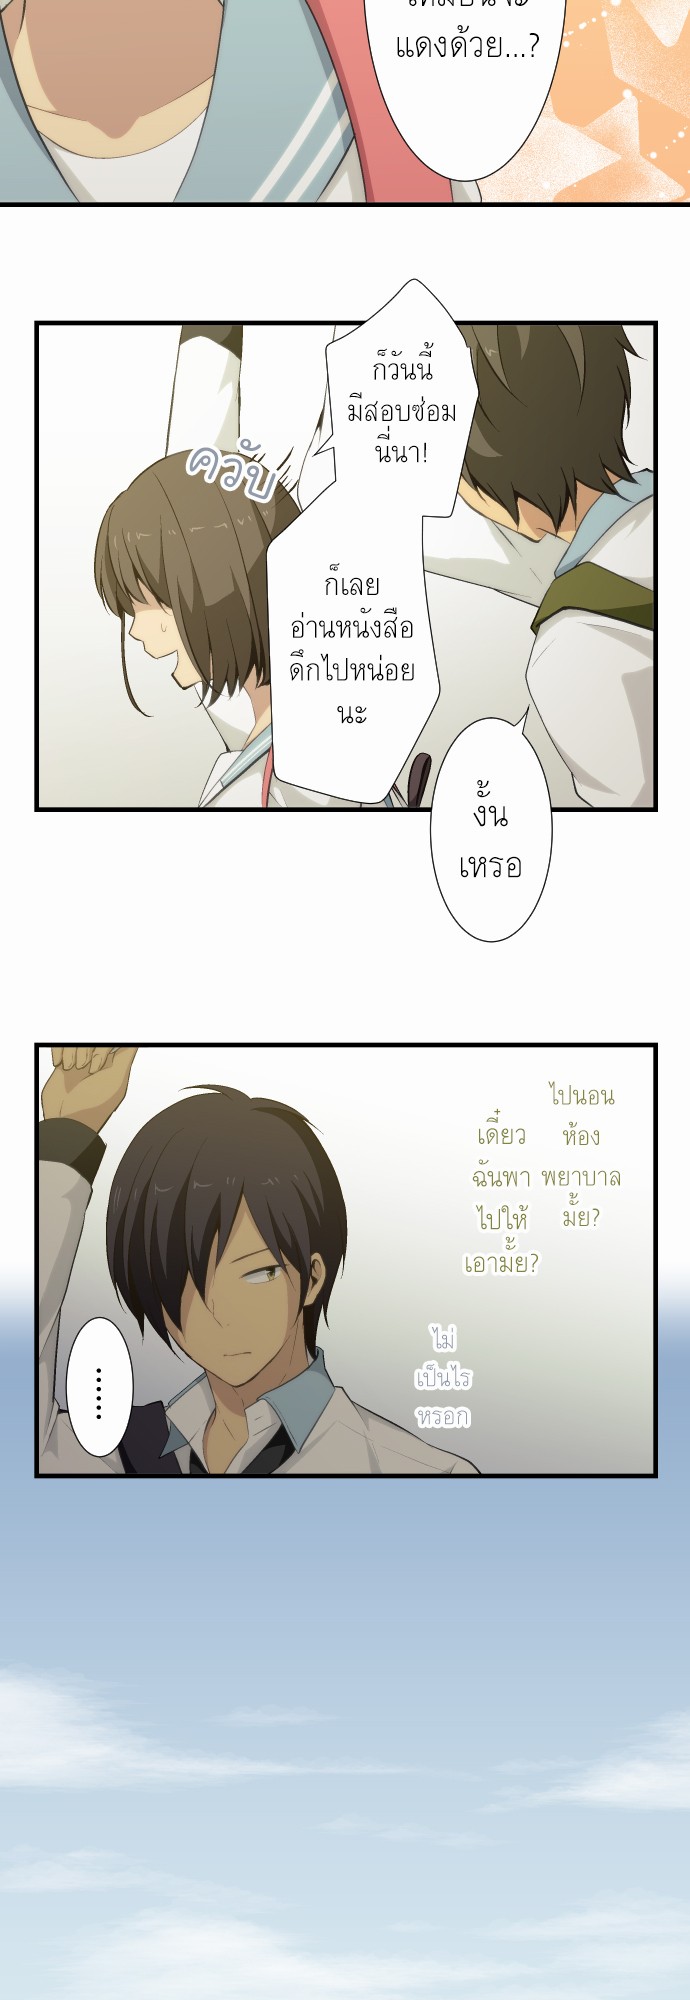 แดงด้วย...?
ก็วันนี้
มีสอบซ่อม
นี่นา!
ควับ
ก็เลย
อ่านหนังสือ
ดึกไปหน่อย
นะ
งั้น
เหรอ
ไปนอน
ห้อง
พยาบาล
มั้ย?
เดี๋ยว
ฉันพา
ไปให้
เอามั้ย?
ไม่
เป็นไร
หรอก
......